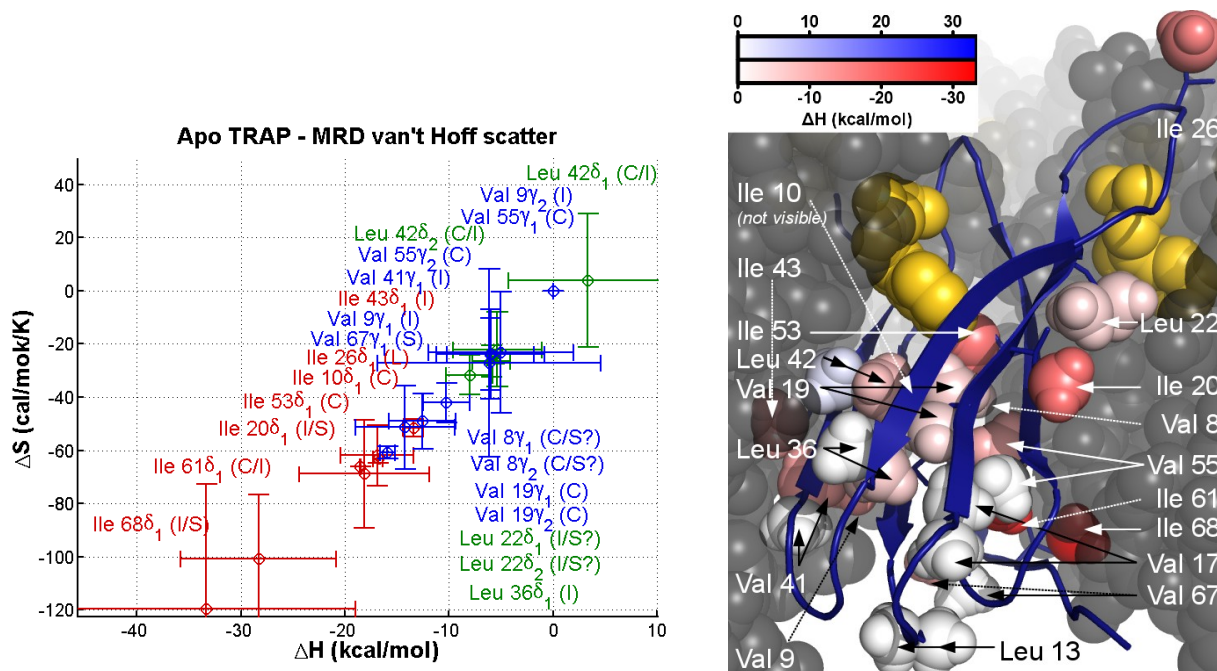 Apo TRAP - MRD van't Hoff scatter
ΔS (cal/mok/K)
40
20
0
-20
-40
-60
-80
-100
-120
-40
-30
-20
-10
0
10
ΔH (kcal/mol)
Leu 42δ₁ (C/I)
Val 9γ₂ (I)
Val 55γ₁ (C)
Leu 42δ₂ (C/I)
Val 55γ₂ (C)
Val 41γ₁ (I)
Ile 43δ₁ (I)
Val 9γ₁ (I)
Val 67γ₁ (S)
Ile 26δ₁ (L)
Ile 10δ₁ (C)
Ile 53δ₁ (C)
Ile 20δ₁ (I/S)
Ile 61δ₁ (C/I)
Ile 68δ₁ (I/S)
Val 8γ₁ (C/S?)
Val 8γ₂ (C/S?)
Val 19γ₁ (C)
Val 19γ₂ (C)
Leu 22δ₁ (I/S?)
Leu 22δ₂ (I/S?)
Leu 36δ₁ (I)
0 10 20 30
0 -10 -20 -30
ΔH (kcal/mol)
Ile 26
Ile 10
(not visible)
Ile 43
Ile 53
Leu 42
Val 19
Leu 36
Val 41
Val 9
Leu 22
Ile 20
Val 8
Val 55
Ile 61
Ile 68
Val 17
Val 67
Leu 13